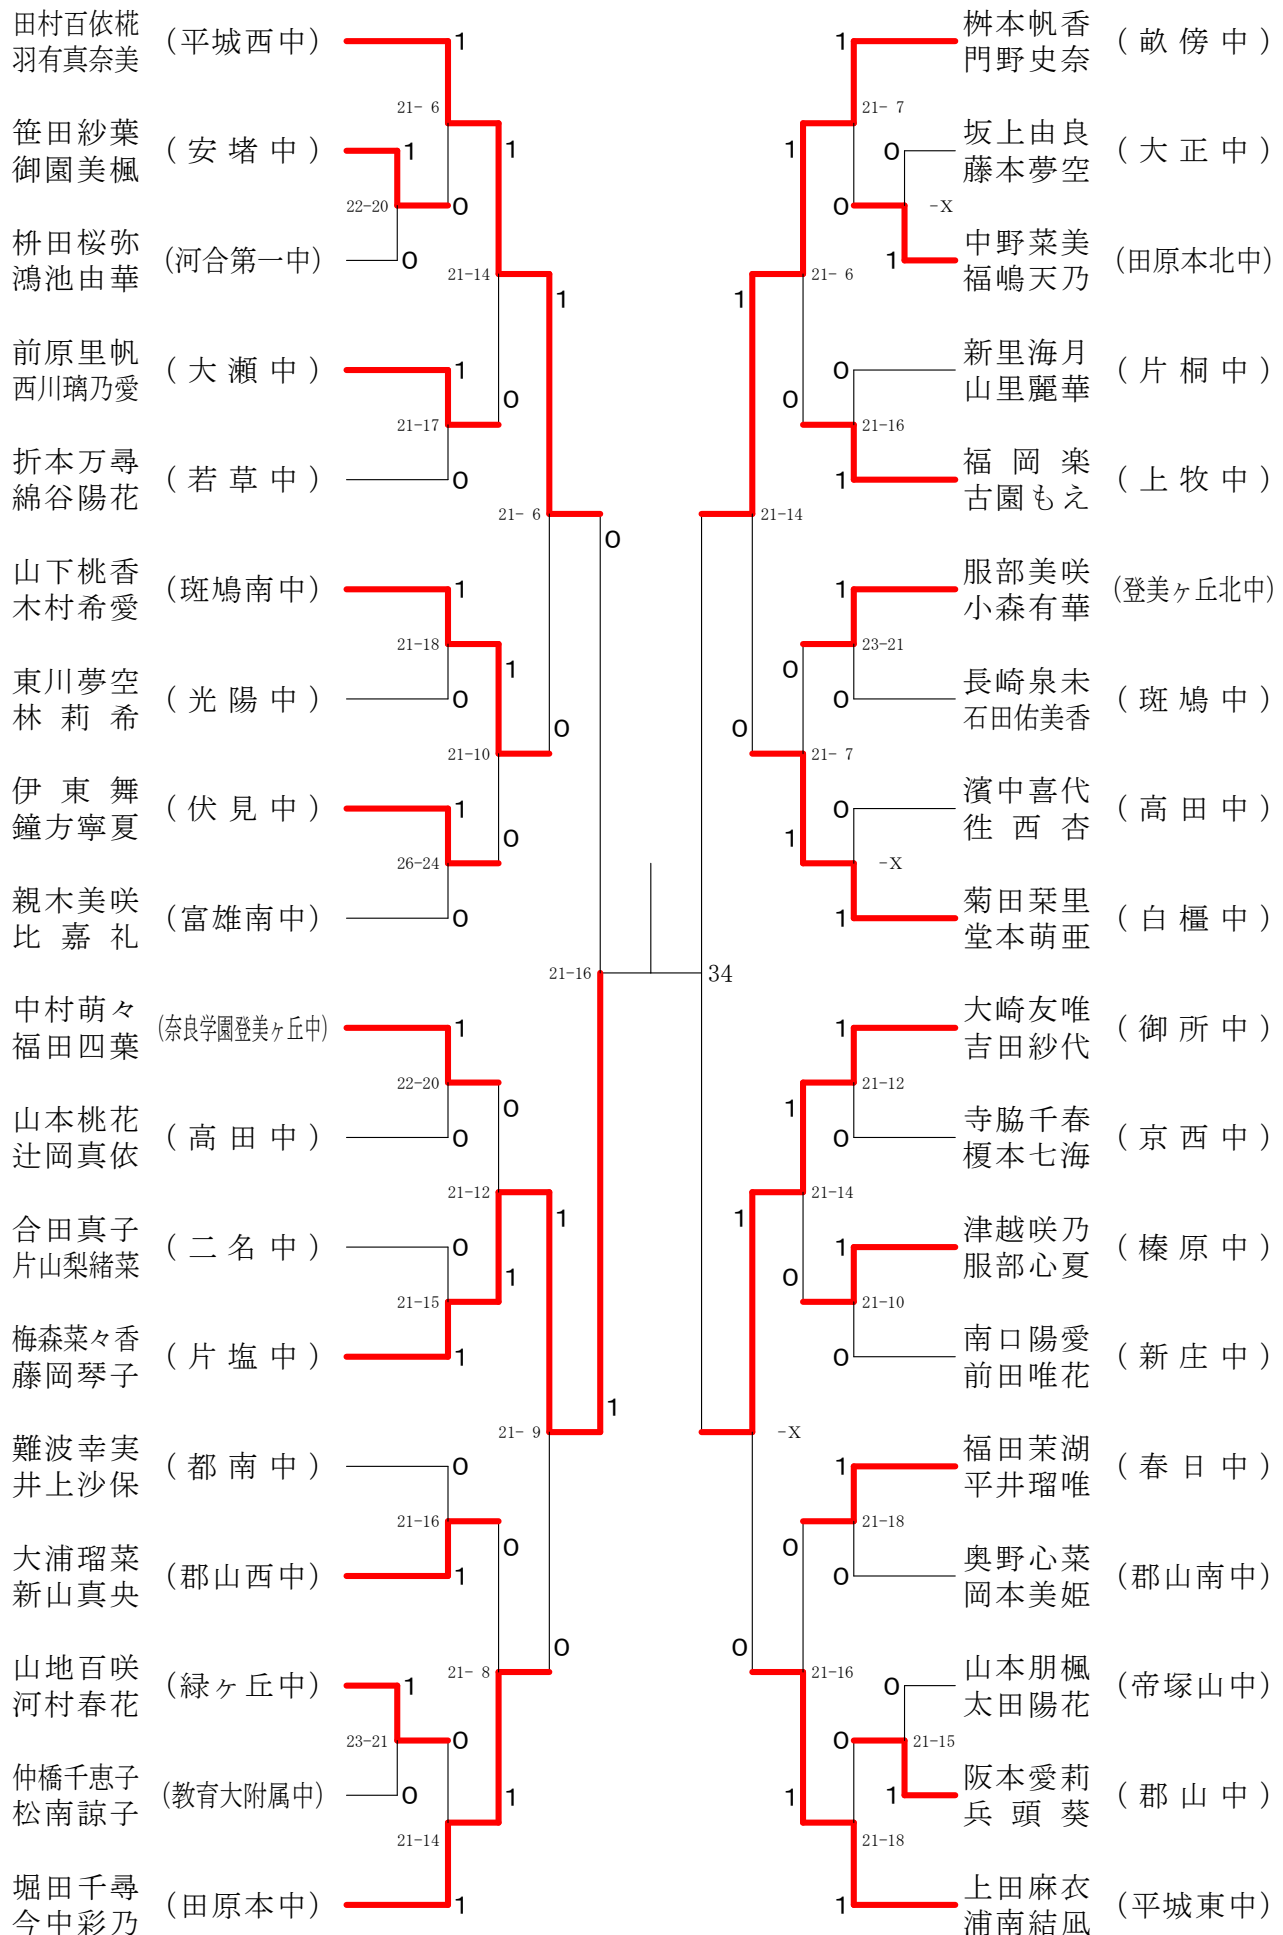 田村百依椛
羽有真奈美
(平城西中)
1
21- 6
笹田紗葉
御園美楓
(安堵中)
1
22-20
0
枡田桜弥
鴻池由華
(河合第一中)
0
1
21-14
前原里帆
西川璃乃愛
(大瀬中)
1
21-17
0
折本万尋
綿谷陽花
(若草中)
0
1
21- 6
0
山下桃香
木村希愛
(斑鳩南中)
1
21-18
1
東川夢空
林莉希
(光陽中)
0
21-10
0
伊東舞
鐘方寧夏
(伏見中)
1
26-24
0
親木美咲
比嘉礼
(富雄南中)
0
21-16
中村萌々
福田四葉
(奈良学園登美ヶ丘中)
1
22-20
0
山本桃花
辻岡真依
(高田中)
0
21-12
1
合田真子
片山梨緒菜
(二名中)
0
21-15
1
梅森菜々香
藤岡琴子
(片塩中)
1
21- 9
1
難波幸実
井上沙保
(都南中)
0
21-16
0
大浦瑠菜
新山真央
(郡山西中)
1
21- 8
0
山地百咲
河村春花
(緑ヶ丘中)
1
23-21
0
仲橋千恵子
松南諒子
(教育大附属中)
0
1
21-14
堀田千尋
今中彩乃
(田原本中)
1
34
桝本帆香
門野史奈
(畝傍中)
1
21- 7
坂上由良
藤本夢空
(大正中)
0
-X
0
中野菜美
福嶋天乃
(田原本北中)
1
1
21- 6
新里海月
山里麗華
(片桐中)
0
21-16
0
福岡楽
古園もえ
(上牧中)
1
1
21-14
服部美咲
小森有華
(登美ヶ丘北中)
1
23-21
0
長崎泉未
石田佑美香
(斑鳩中)
0
21- 7
0
濱中喜代
徃西杏
(高田中)
0
-X
1
菊田栞里
堂本萌亜
(白橿中)
1
大崎友唯
吉田紗代
(御所中)
1
21-12
1
寺脇千春
榎本七海
(京西中)
0
21-14
1
津越咲乃
服部心夏
(榛原中)
1
21-10
0
南口陽愛
前田唯花
(新庄中)
0
-X
福田茉湖
平井瑠唯
(春日中)
1
21-18
0
奥野心菜
岡本美姫
(郡山南中)
0
21-16
0
山本朋楓
太田陽花
(帝塚山中)
0
21-15
0
阪本愛莉
兵頭葵
(郡山中)
1
1
21-18
上田麻衣
浦南結凪
(平城東中)
1